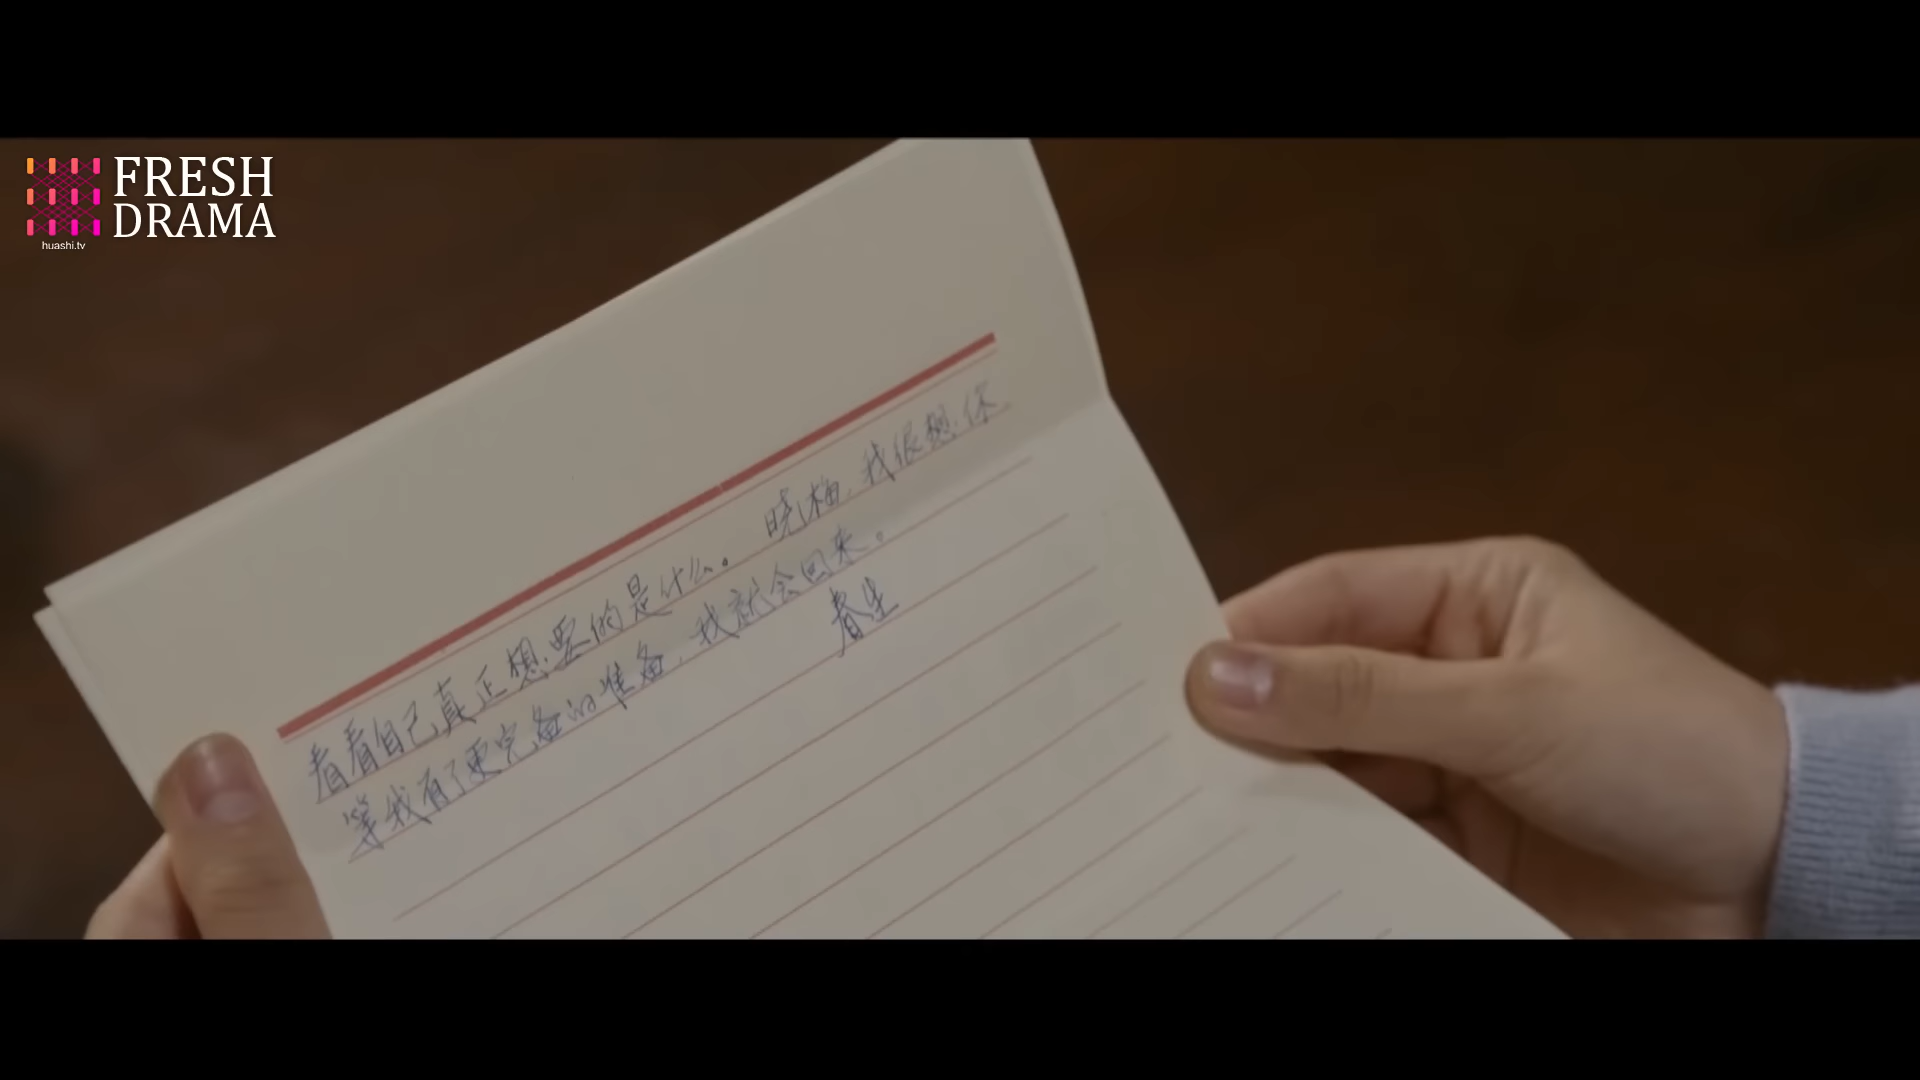 FRESH
DRAMA
huashi.tv
看看自己真正想要的是什么。晓梅，我很想你
等我有了更完备的准备，我就会回来。
春生